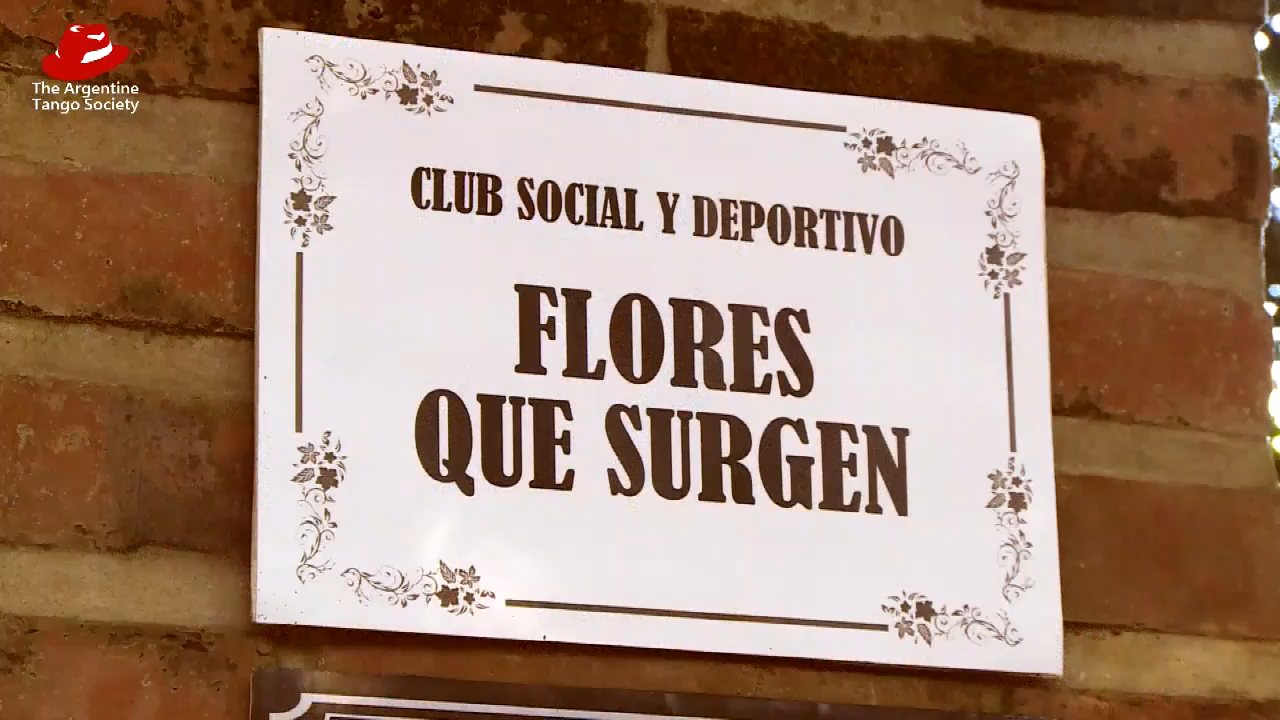 The Argentine
Tango Society
CLUB SOCIAL Y DEPORTIVO
FLORES
QUE SURGEN